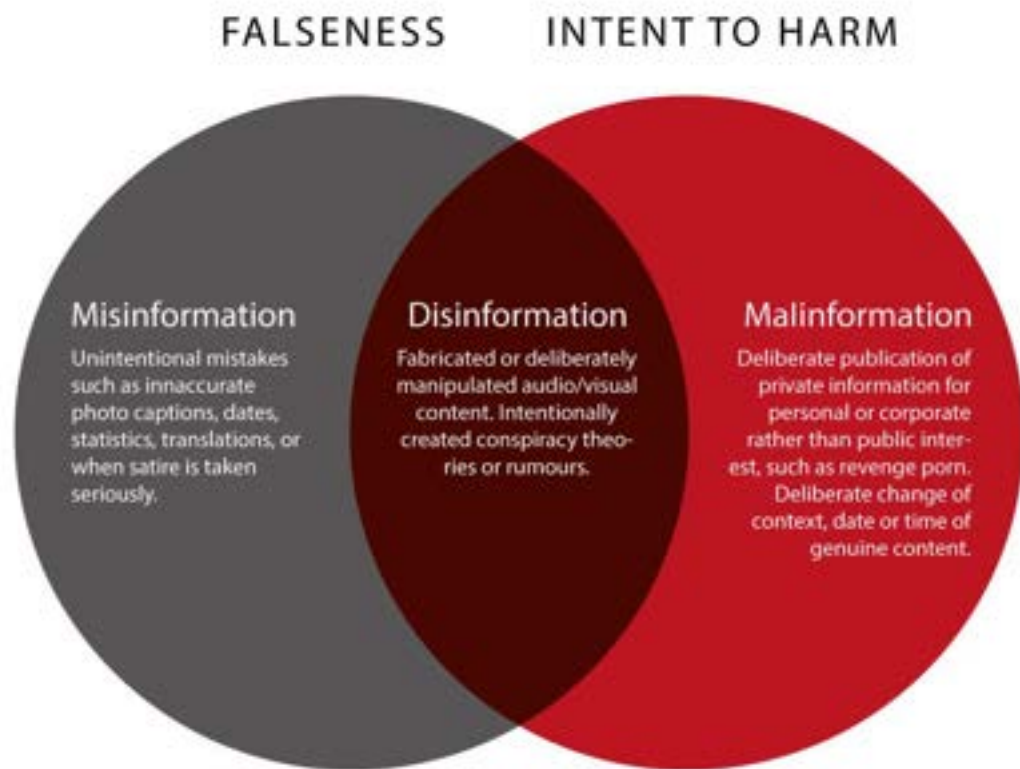 FALSENESS
INTENT TO HARM
Misinformation
Unintentional mistakes
such as innaccurate
photo captions, dates,
statistics, translations, or
when satire is taken
seriously.
Disinformation
Fabricated or deliberately
manipulated audio/visual
content. Intentionally
created conspiracy theo-
ries or rumours.
Malinformation
Deliberate publication of
private information for
personal or corporate
rather than public inter-
est, such as revenge porn.
Deliberate change of
context, date or time of
genuine content.